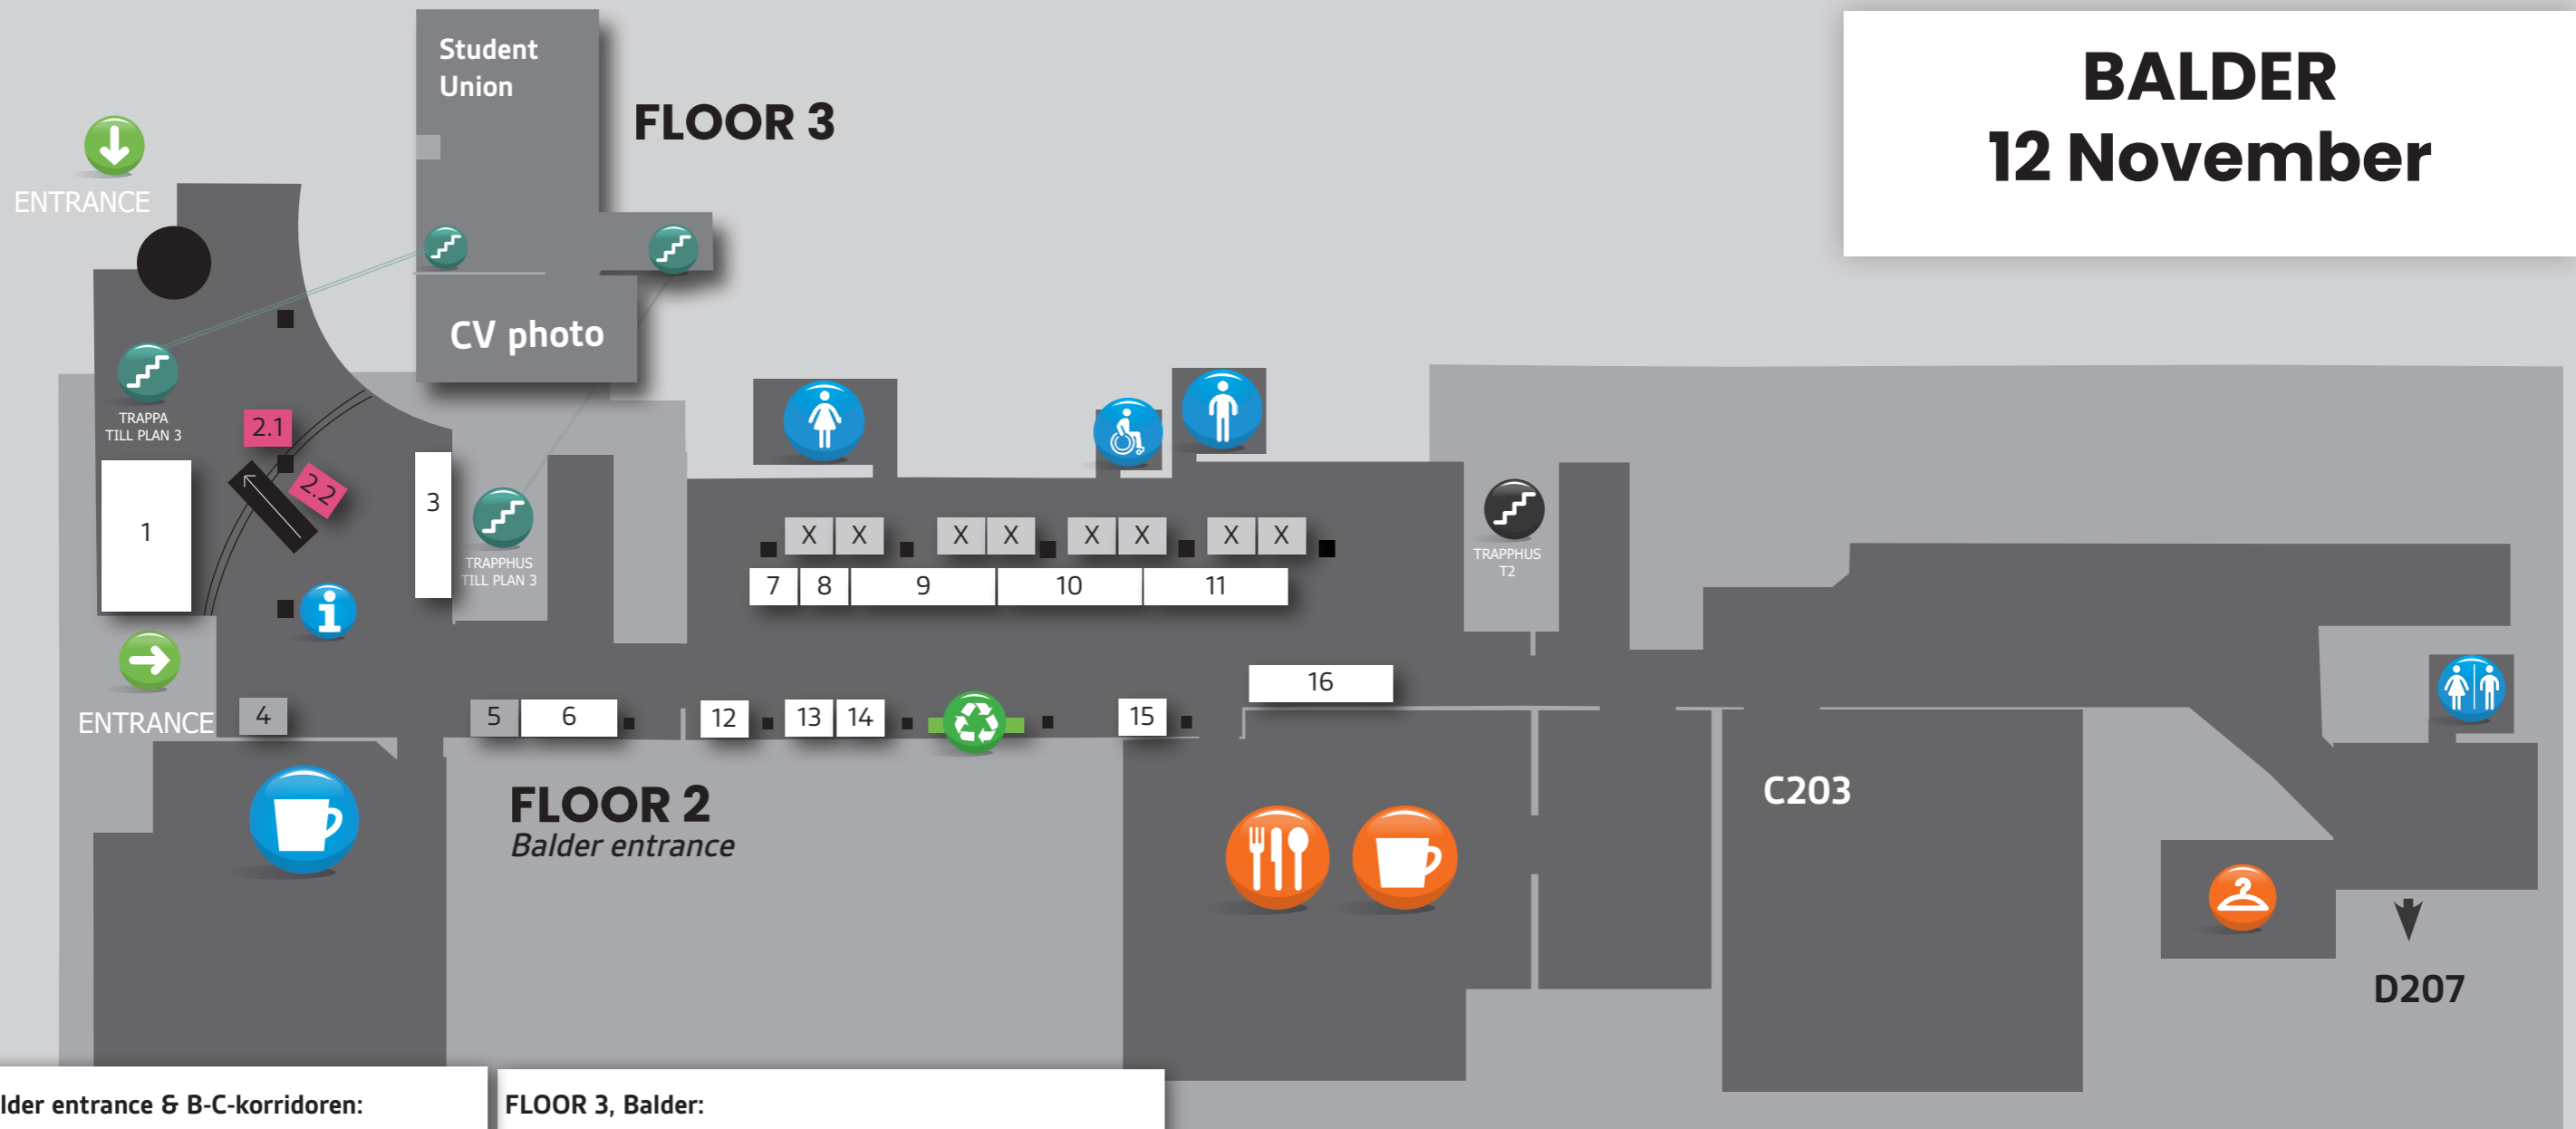 Student
Union
FLOOR 3
BALDER
12 November
ENTRANCE
CV photo
TRAPPA
TILL PLAN 3
2.1
2.2
1
3
TRAPPHUS
TILL PLAN 3
X X X X X X X X
7 8 9 10 11
TRAPPHUS
T2
ENTRANCE
4
5 6 12 13 14 15
16
FLOOR 2
Balder entrance
C203
D207
lder entrance & B-C-korridoren:
FLOOR 3, Balder: